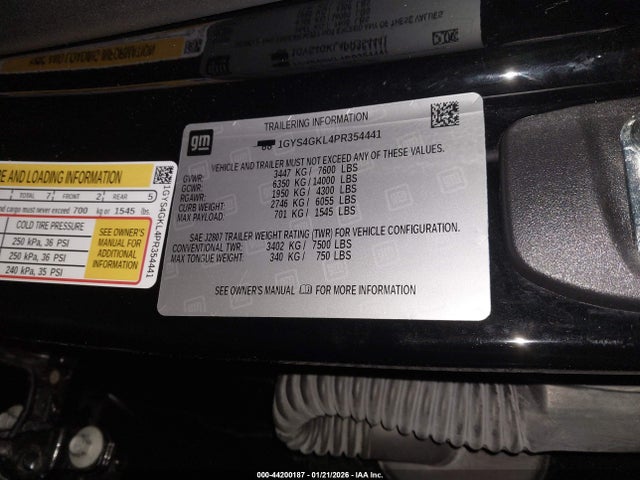 gm
TRAILERING INFORMATION
1GYS4GKL4PR354441
VEHICLE AND TRAILER MUST NOT EXCEED ANY OF THESE VALUES.
GVWR: 3447 KG / 7600 LBS
GCWR: 6350 KG / 14000 LBS
RGAWR: 1950 KG / 4300 LBS
CURB WEIGHT: 2746 KG / 6055 LBS
MAX PAYLOAD: 701 KG / 1545 LBS
SAE J2807 TRAILER WEIGHT RATING (TWR) FOR VEHICLE CONFIGURATION.
CONVENTIONAL TWR: 3402 KG / 7500 LBS
MAX TONGUE WEIGHT: 340 KG / 750 LBS
SEE OWNER'S MANUAL FOR MORE INFORMATION
E AND LOADING INFORMATION
TOTAL 7 FRONT 2 REAR 5
and cargo must never exceed 700 kg or 1545 lbs.
COLD TIRE PRESSURE
250 kPa, 36 PSI
250 kPa, 36 PSI
240 kPa, 35 PSI
SEE OWNER'S
MANUAL FOR
ADDITIONAL
INFORMATION
1GYS4GKL4PR354441
000-44200187 - 01/21/2026 - IAA Inc.